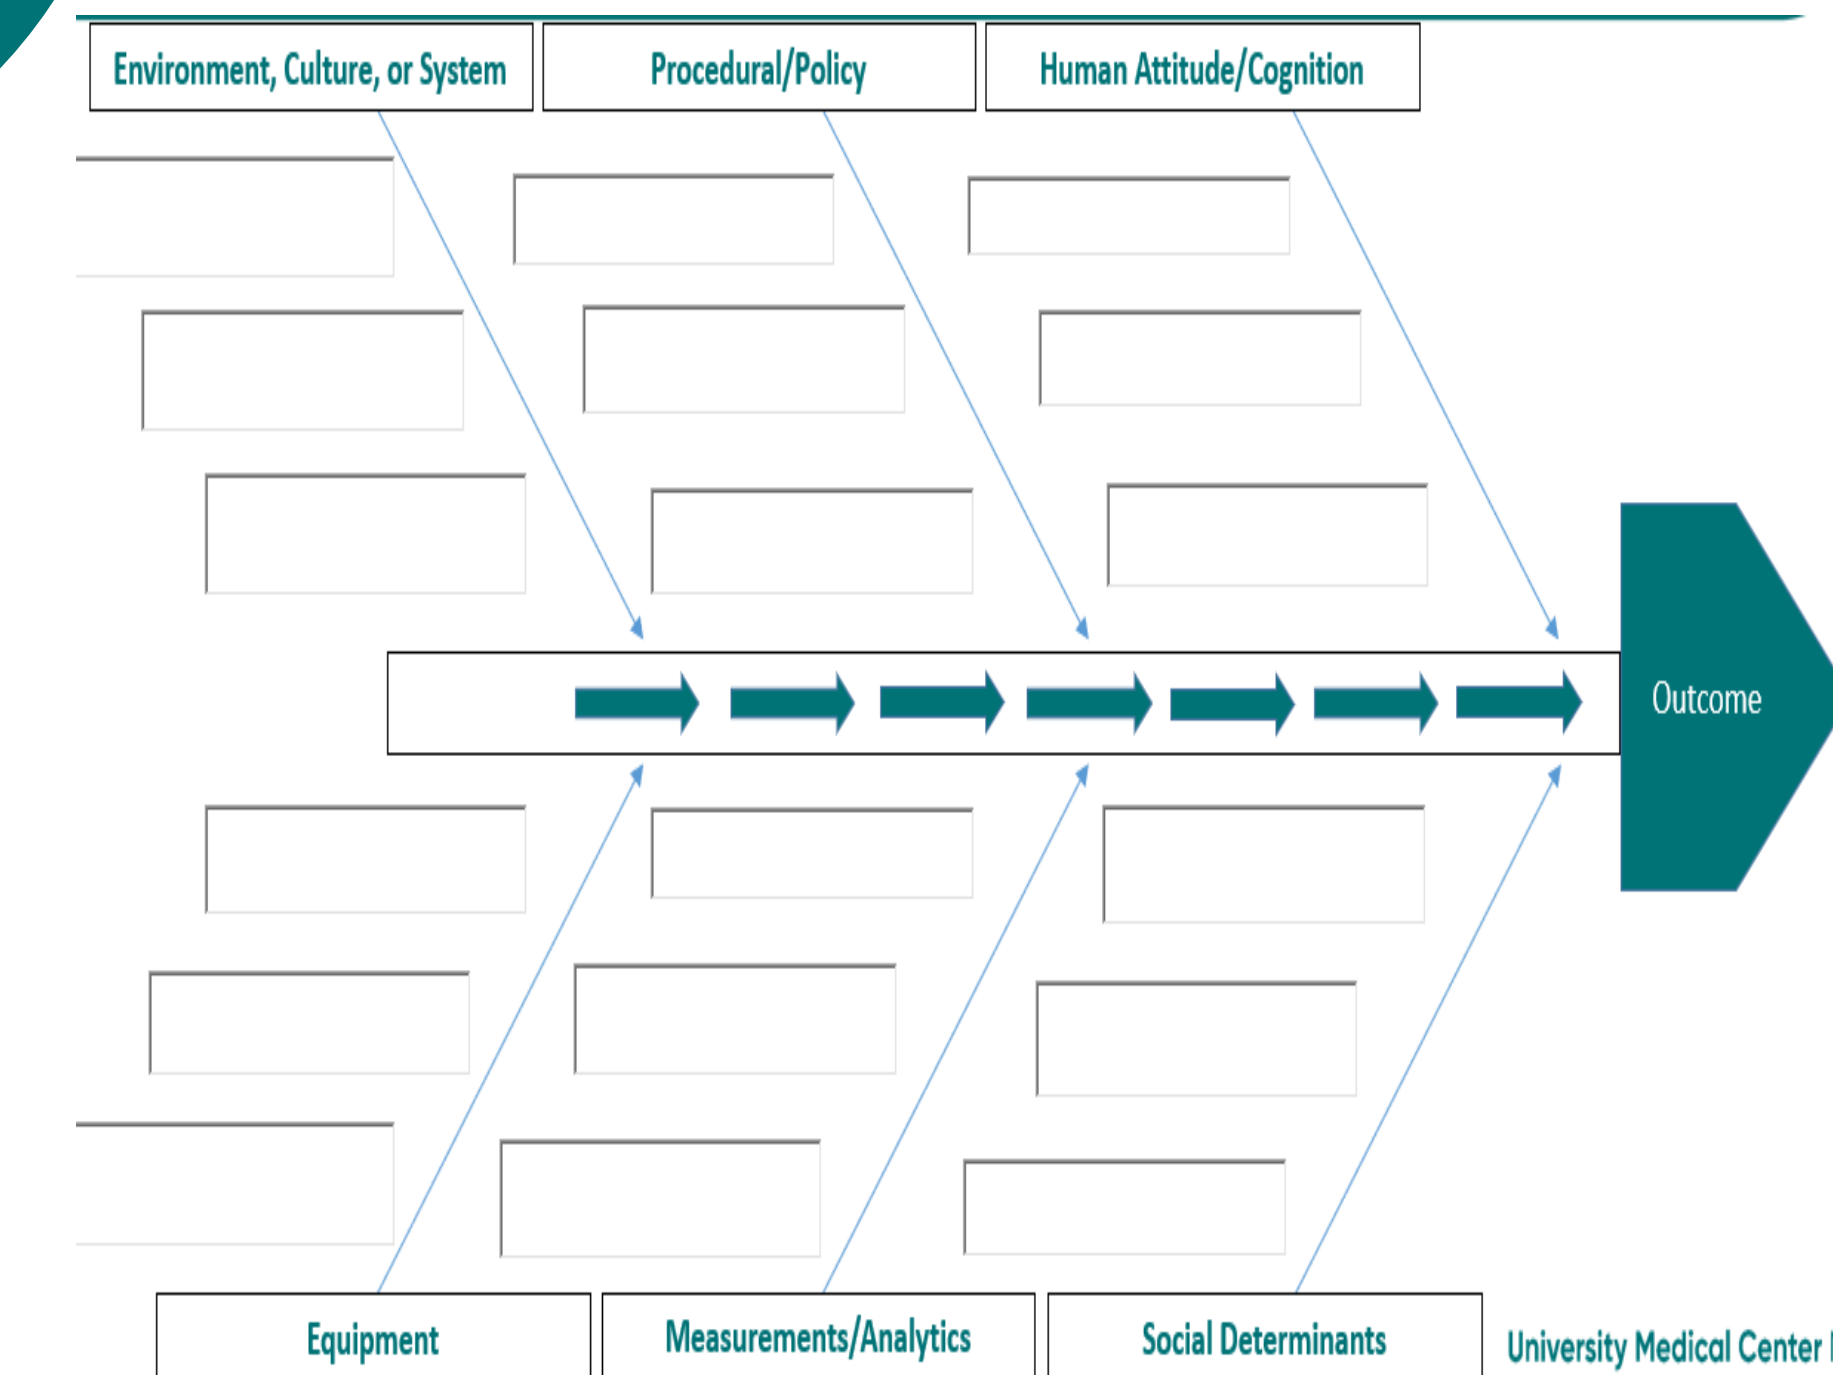 Environment, Culture, or System
Procedural/Policy
Human Attitude/Cognition
Outcome
Equipment
Measurements/Analytics
Social Determinants
University Medical Center